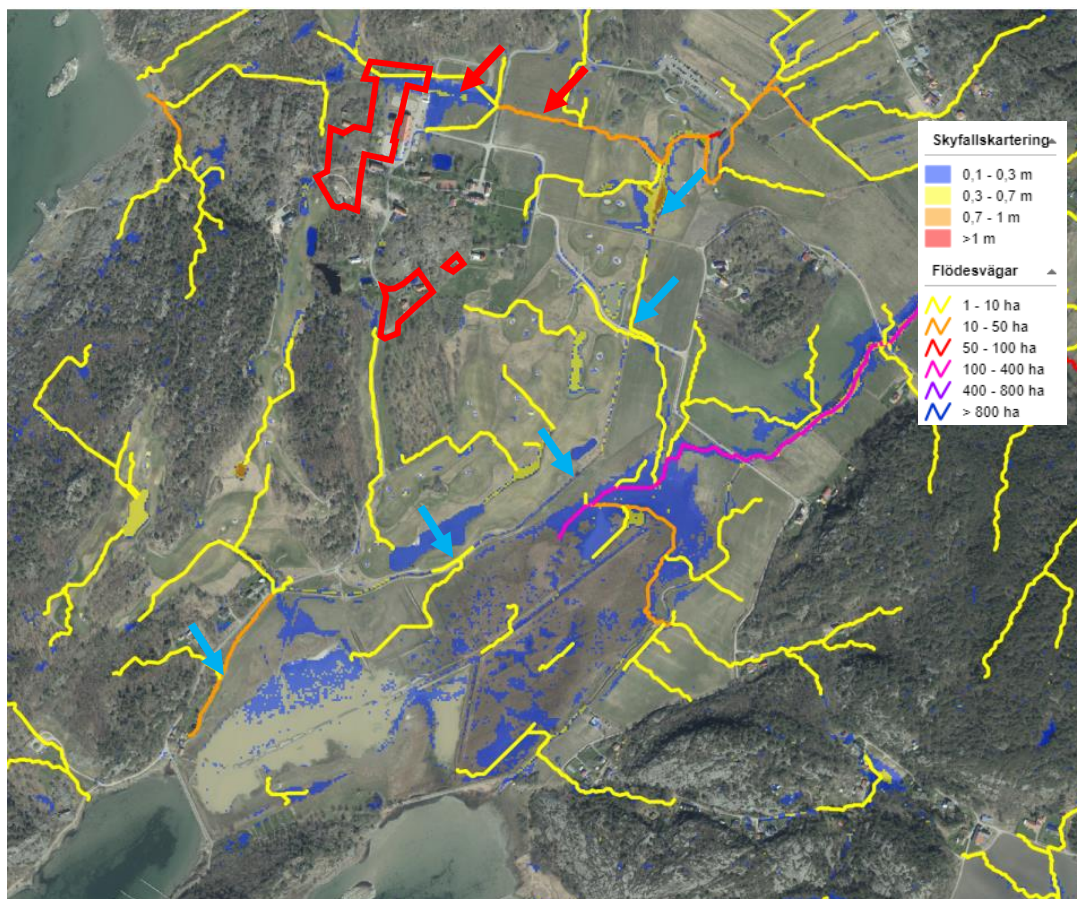 Skyfallskartering
0,1 - 0,3 m
0,3 - 0,7 m
0,7 - 1 m
>1 m
Flödesvägar
1 - 10 ha
10 - 50 ha
50 - 100 ha
100 - 400 ha
400 - 800 ha
> 800 ha